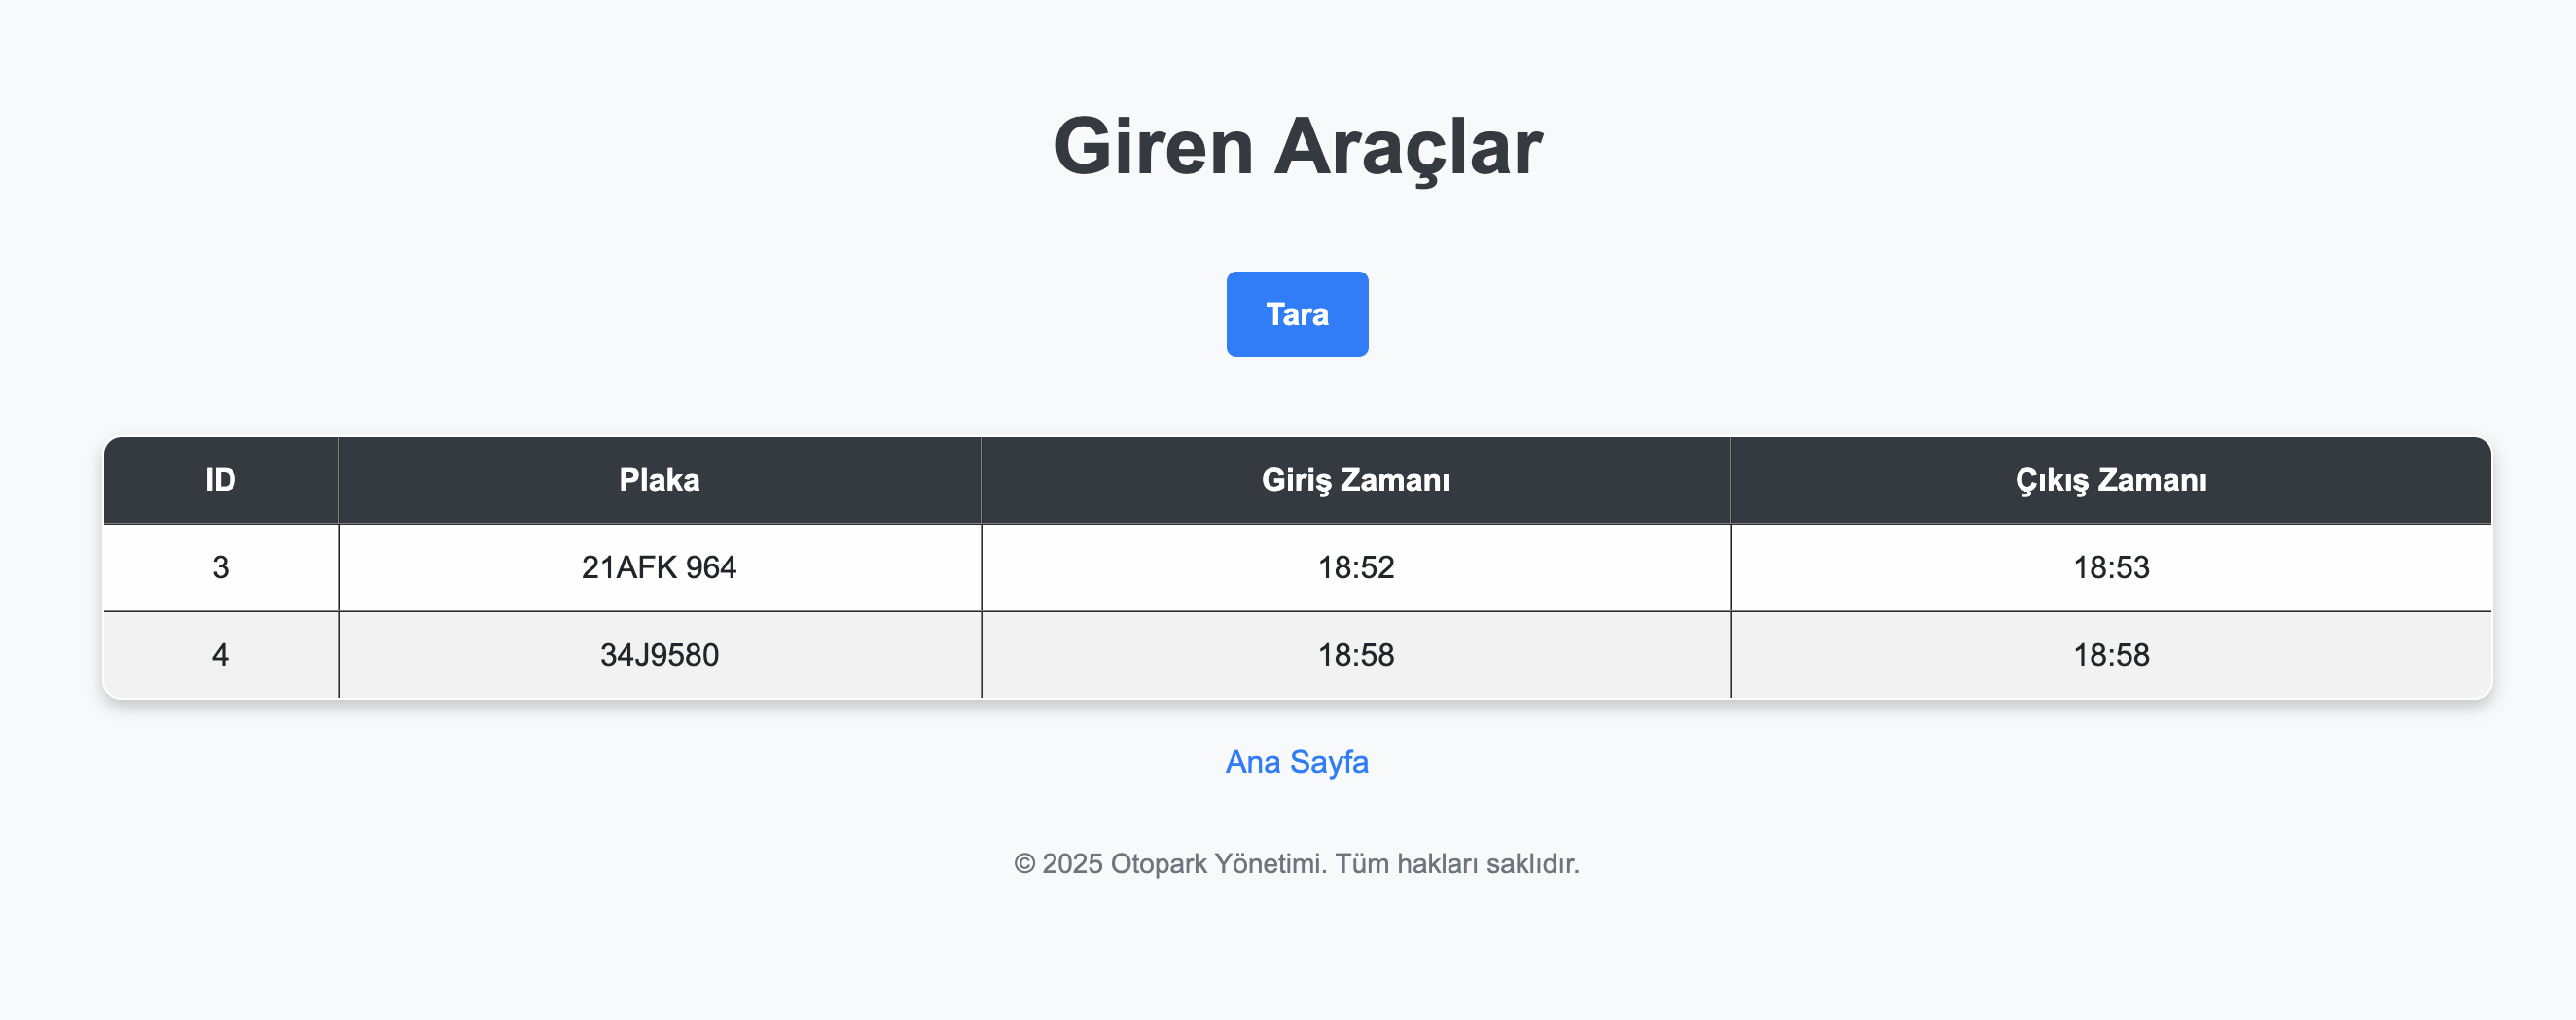 Giren Araçlar
Tara
ID Plaka Giriş Zamanı Çıkış Zamanı
3 21AFK 964 18:52 18:53
4 34J9580 18:58 18:58
Ana Sayfa
© 2025 Otopark Yönetimi. Tüm hakları saklıdır.